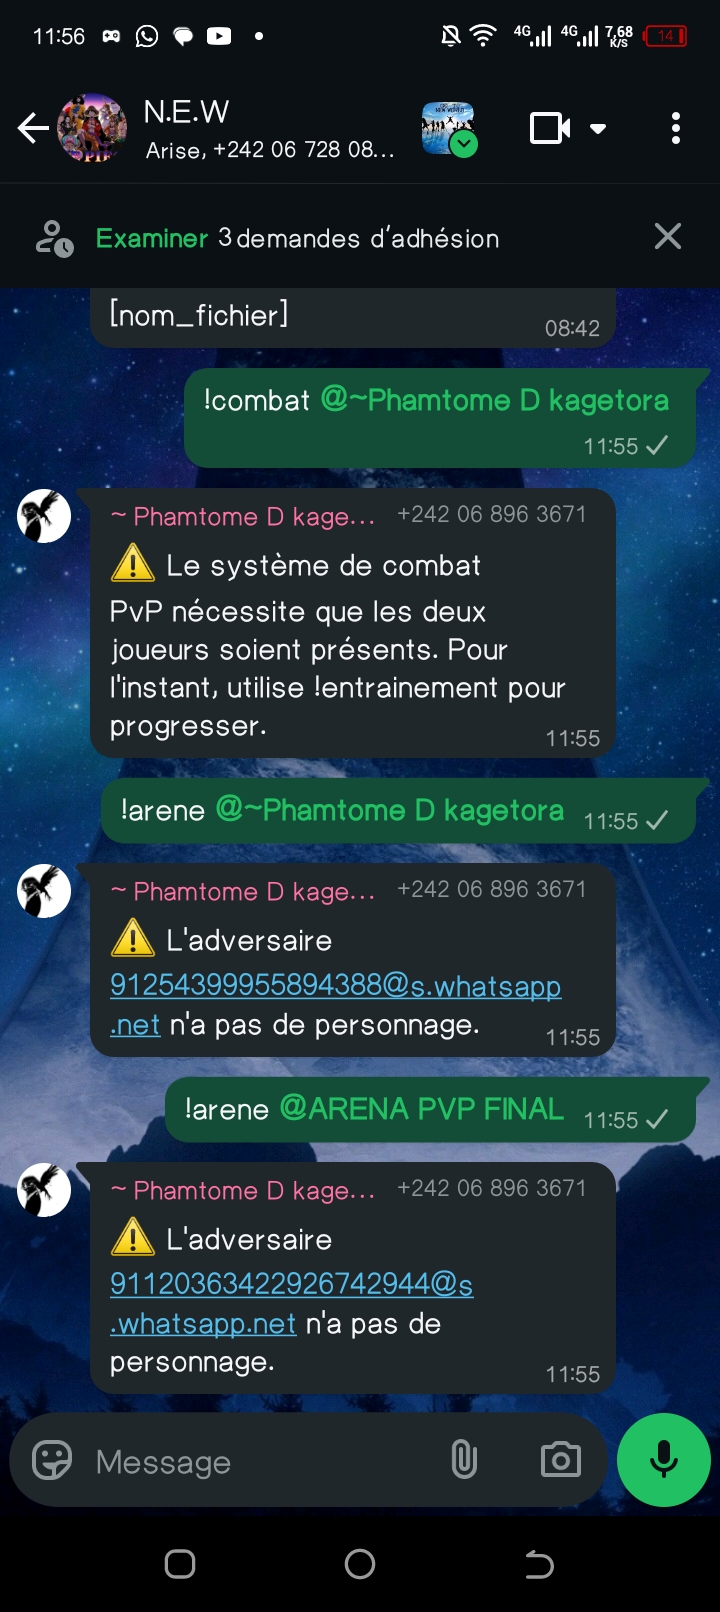 11:56
4G
4G
7,68
K/S
14
N.E.W
Arise, +242 06 728 08...
NEW WORLD
Examiner 3 demandes d'adhésion
[nom_fichier]
08:42
!combat @~Phamtome D kagetora
11:55
~ Phamtome D kage... +242 06 896 3671
⚠️ Le système de combat
PvP nécessite que les deux
joueurs soient présents. Pour
l'instant, utilise !entrainement pour
progresser.
11:55
!arene @~Phamtome D kagetora 11:55
~ Phamtome D kage... +242 06 896 3671
⚠️ L'adversaire
91254399955894388@s.whatsapp
.net n'a pas de personnage.
11:55
!arene @ARENA PVP FINAL 11:55
~ Phamtome D kage... +242 06 896 3671
⚠️ L'adversaire
91120363422926742944@s
.whatsapp.net n'a pas de
personnage.
11:55
Message